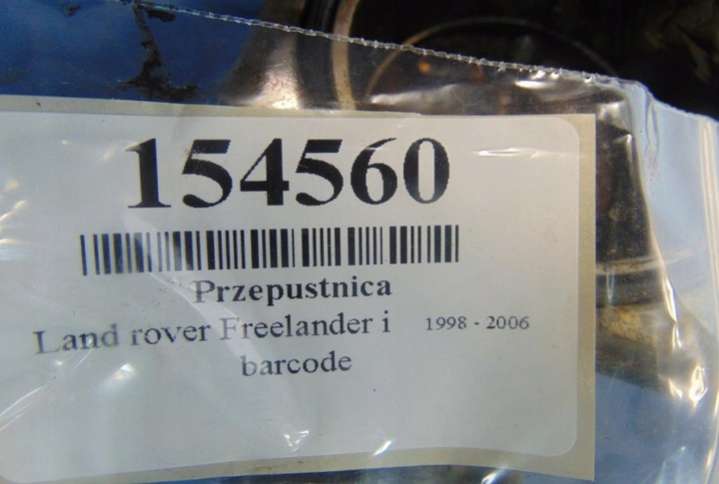 154560
Przepustnica
Land rover Freelander i 1998 - 2006
barcode